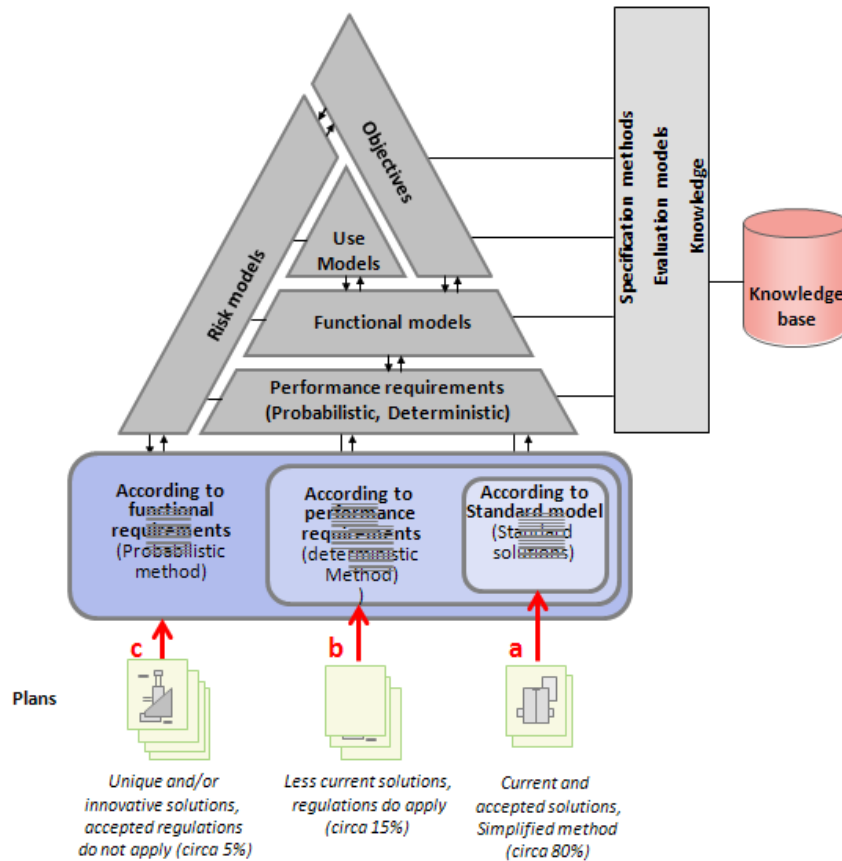 Objectives
Risk models
Use
Models
Functional models
Performance requirements
(Probabilistic, Deterministic)
Specification methods
Evaluation models
Knowledge
Knowledge
base
According to
functional
requirements
(Probabilistic
method)
According to
performance
requirements
(deterministic
Method)
)
According to
Standard model
(Standard
solutions)
c
b
a
Plans
Unique and/or
innovative solutions,
accepted regulations
do not apply (circa 5%)
Less current solutions,
regulations do apply
(circa 15%)
Current and
accepted solutions,
Simplified method
(circa 80%)